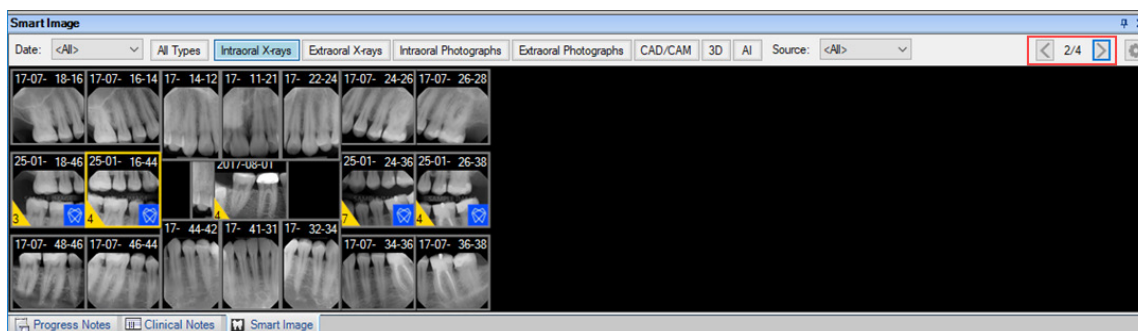 Smart Image
Date: <All> All Types Intraoral X-rays Extraoral X-rays Intraoral Photographs Extraoral Photographs CAD/CAM 3D AI Source: <All> 2/4
17-07- 18-16 17-07- 16-14 17- 14-12 17- 11-21 17- 22-24 17-07- 24-26 17-07- 26-28
25-01- 18-46 25-01- 16-44 2017-08-01 25-01- 24-36 25-01- 26-38
3 4 4 7 4
17-07- 48-46 17-07- 46-44 17- 44-42 17- 41-31 17- 32-34 17-07- 34-36 17-07- 36-38
Progress Notes Clinical Notes Smart Image